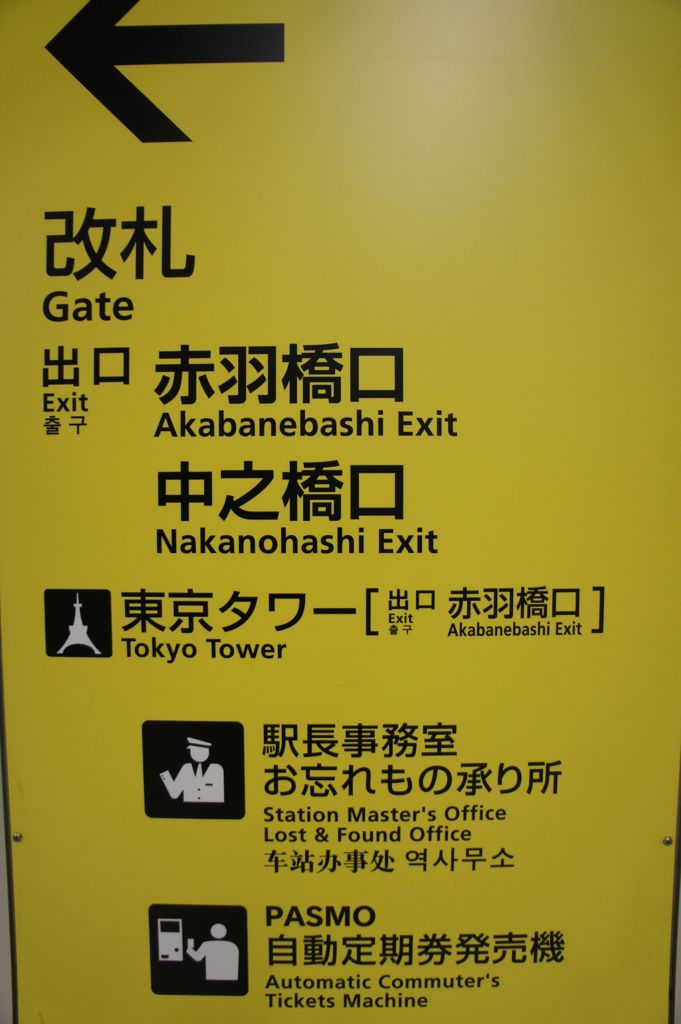 改札
Gate
出口 赤羽橋口
Exit Akabanebashi Exit
출구
中之橋口
Nakanohashi Exit
東京タワー [出口 赤羽橋口]
Tokyo Tower Exit Akabanebashi Exit
출구
駅長事務室
お忘れもの承り所
Station Master's Office
Lost & Found Office
车站办事处 역사무소
PASMO
自動定期券発売機
Automatic Commuter's
Tickets Machine